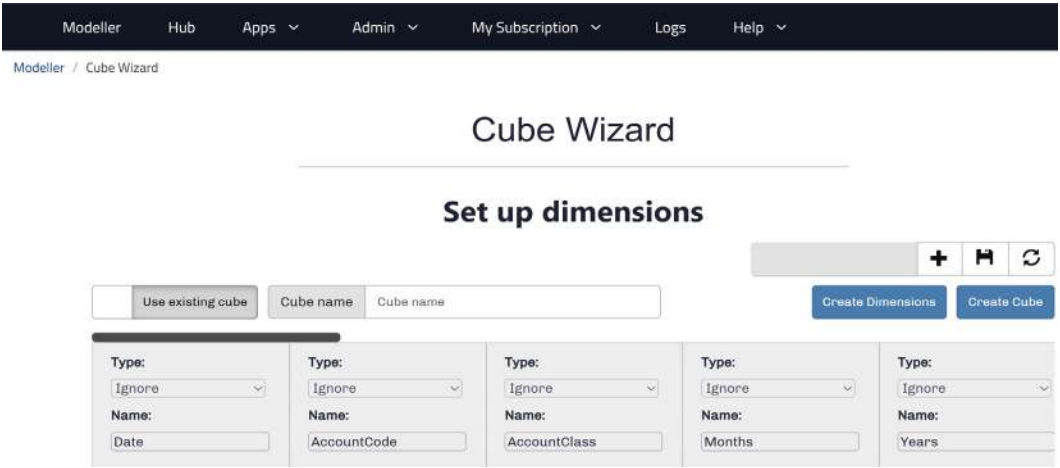 Modeller Hub Apps Admin My Subscription Logs Help
Modeller / Cube Wizard
Cube Wizard
Set up dimensions
Use existing cube Cube name Cube name Create Dimensions Create Cube
Type: Type: Type: Type: Type:
Ignore Ignore Ignore Ignore Ignore
Name: Name: Name: Name: Name:
Date AccountCode AccountClass Months Years